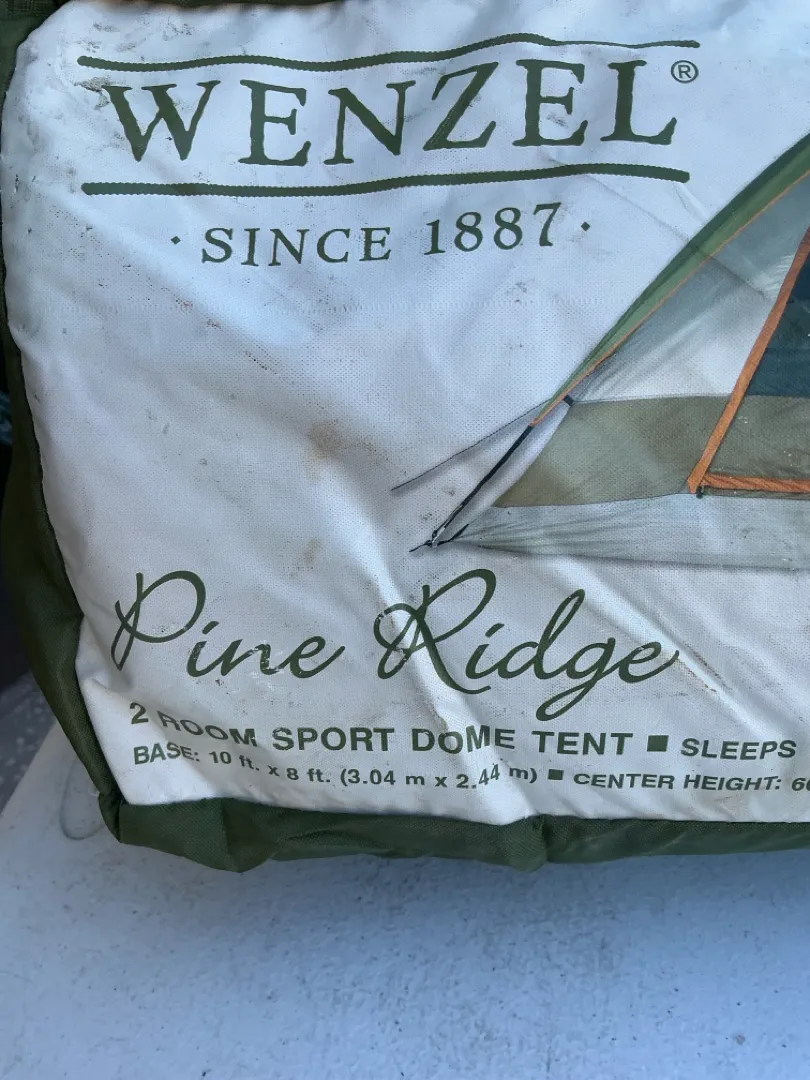 WENZEL®
· SINCE 1887 ·
Pine Ridge
2 ROOM SPORT DOME TENT ■ SLEEPS
BASE: 10 ft. x 8 ft. (3.04 m x 2.44 m) ■ CENTER HEIGHT: 6